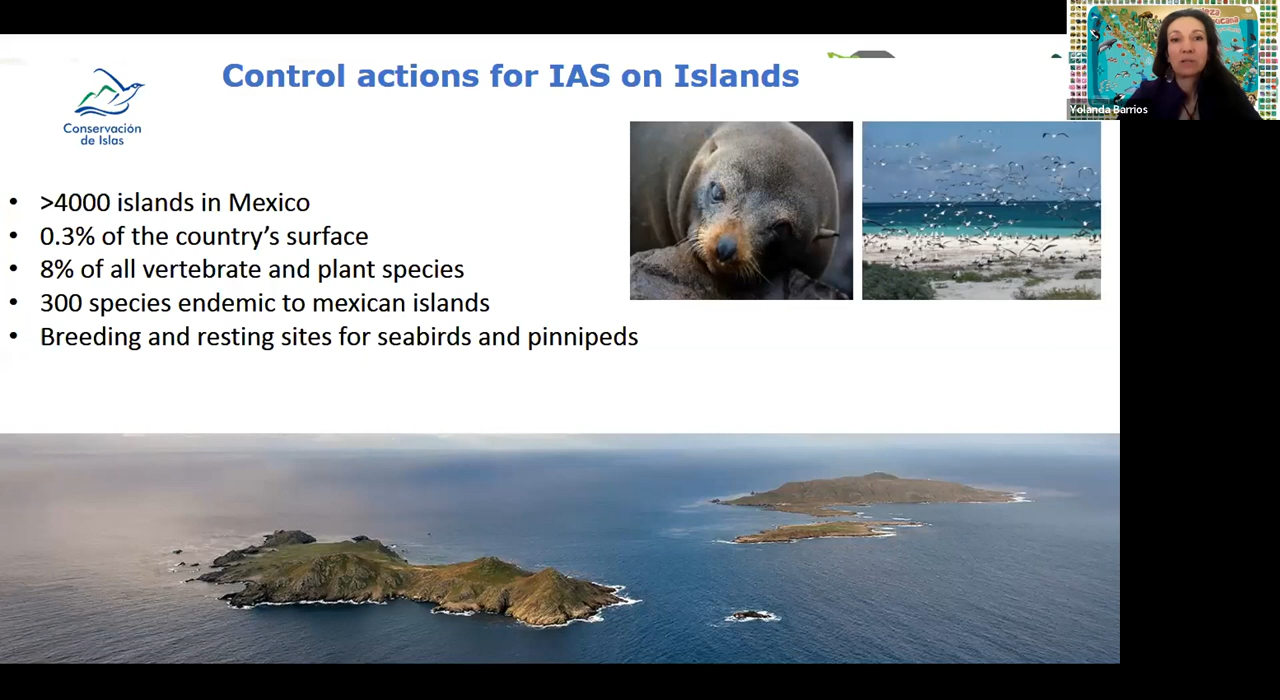 Control actions for IAS on Islands
Conservación
de Islas
Yolanda Barrios
• >4000 islands in Mexico
• 0.3% of the country’s surface
• 8% of all vertebrate and plant species
• 300 species endemic to mexican islands
• Breeding and resting sites for seabirds and pinnipeds